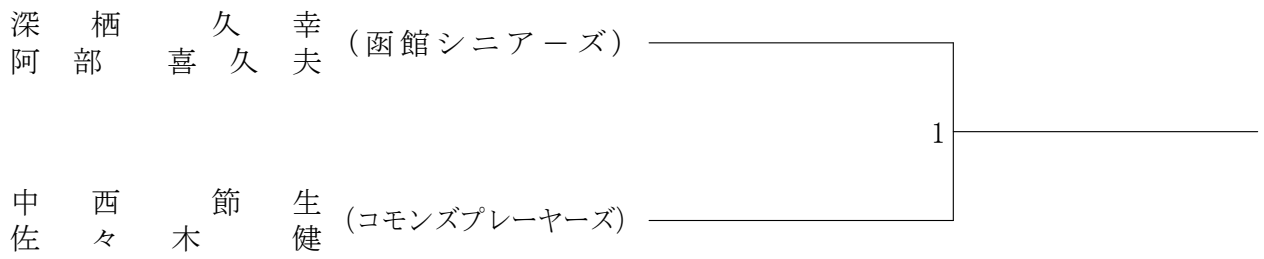 深栖 久幸
阿部 喜久夫
(函館シニア－ズ)
1
中西 節生
佐々木 健
(コモンズプレーヤーズ)